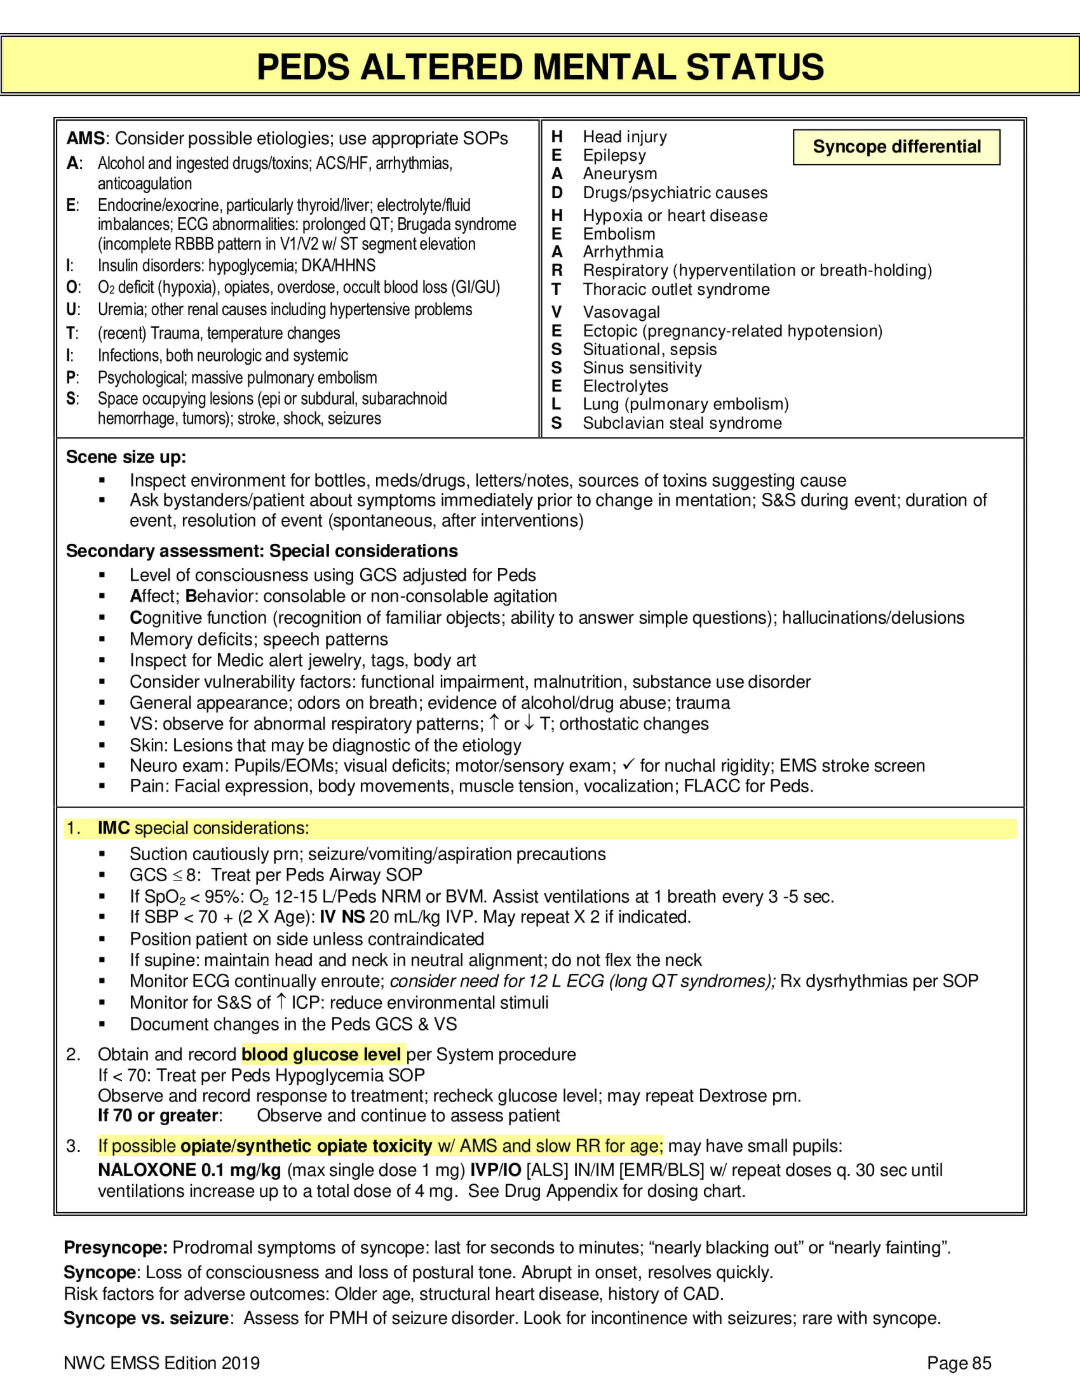 PEDS ALTERED MENTAL STATUS
AMS: Consider possible etiologies; use appropriate SOPs
A: Alcohol and ingested drugs/toxins; ACS/HF, arrhythmias,
anticoagulation
E: Endocrine/exocrine, particularly thyroid/liver; electrolyte/fluid
imbalances; ECG abnormalities: prolonged QT; Brugada syndrome
(incomplete RBBB pattern in V1/V2 w/ ST segment elevation
I: Insulin disorders: hypoglycemia; DKA/HHNS
O: O2 deficit (hypoxia), opiates, overdose, occult blood loss (GI/GU)
U: Uremia; other renal causes including hypertensive problems
T: (recent) Trauma, temperature changes
I: Infections, both neurologic and systemic
P: Psychological; massive pulmonary embolism
S: Space occupying lesions (epi or subdural, subarachnoid
hemorrhage, tumors); stroke, shock, seizures
Syncope differential
H Head injury
E Epilepsy
A Aneurysm
D Drugs/psychiatric causes
H Hypoxia or heart disease
E Embolism
A Arrhythmia
R Respiratory (hyperventilation or breath-holding)
T Thoracic outlet syndrome
V Vasovagal
E Ectopic (pregnancy-related hypotension)
S Situational, sepsis
S Sinus sensitivity
E Electrolytes
L Lung (pulmonary embolism)
S Subclavian steal syndrome
Scene size up:
▪ Inspect environment for bottles, meds/drugs, letters/notes, sources of toxins suggesting cause
▪ Ask bystanders/patient about symptoms immediately prior to change in mentation; S&S during event; duration of
event, resolution of event (spontaneous, after interventions)
Secondary assessment: Special considerations
▪ Level of consciousness using GCS adjusted for Peds
▪ Affect; Behavior: consolable or non-consolable agitation
▪ Cognitive function (recognition of familiar objects; ability to answer simple questions); hallucinations/delusions
▪ Memory deficits; speech patterns
▪ Inspect for Medic alert jewelry, tags, body art
▪ Consider vulnerability factors: functional impairment, malnutrition, substance use disorder
▪ General appearance; odors on breath; evidence of alcohol/drug abuse; trauma
▪ VS: observe for abnormal respiratory patterns; ↑ or ↓ T; orthostatic changes
▪ Skin: Lesions that may be diagnostic of the etiology
▪ Neuro exam: Pupils/EOMs; visual deficits; motor/sensory exam; ✓ for nuchal rigidity; EMS stroke screen
▪ Pain: Facial expression, body movements, muscle tension, vocalization; FLACC for Peds.
1. IMC special considerations:
▪ Suction cautiously prn; seizure/vomiting/aspiration precautions
▪ GCS ≤ 8: Treat per Peds Airway SOP
▪ If SpO2 < 95%: O2 12-15 L/Peds NRM or BVM. Assist ventilations at 1 breath every 3 -5 sec.
▪ If SBP < 70 + (2 X Age): IV NS 20 mL/kg IVP. May repeat X 2 if indicated.
▪ Position patient on side unless contraindicated
▪ If supine: maintain head and neck in neutral alignment; do not flex the neck
▪ Monitor ECG continually enroute; consider need for 12 L ECG (long QT syndromes); Rx dysrhythmias per SOP
▪ Monitor for S&S of ↑ ICP: reduce environmental stimuli
▪ Document changes in the Peds GCS & VS
2. Obtain and record blood glucose level per System procedure
If < 70: Treat per Peds Hypoglycemia SOP
Observe and record response to treatment; recheck glucose level; may repeat Dextrose prn.
If 70 or greater: Observe and continue to assess patient
3. If possible opiate/synthetic opiate toxicity w/ AMS and slow RR for age; may have small pupils:
NALOXONE 0.1 mg/kg (max single dose 1 mg) IVP/IO [ALS] IN/IM [EMR/BLS] w/ repeat doses q. 30 sec until
ventilations increase up to a total dose of 4 mg. See Drug Appendix for dosing chart.
Presyncope: Prodromal symptoms of syncope: last for seconds to minutes; “nearly blacking out” or “nearly fainting”.
Syncope: Loss of consciousness and loss of postural tone. Abrupt in onset, resolves quickly.
Risk factors for adverse outcomes: Older age, structural heart disease, history of CAD.
Syncope vs. seizure: Assess for PMH of seizure disorder. Look for incontinence with seizures; rare with syncope.
NWC EMSS Edition 2019
Page 85